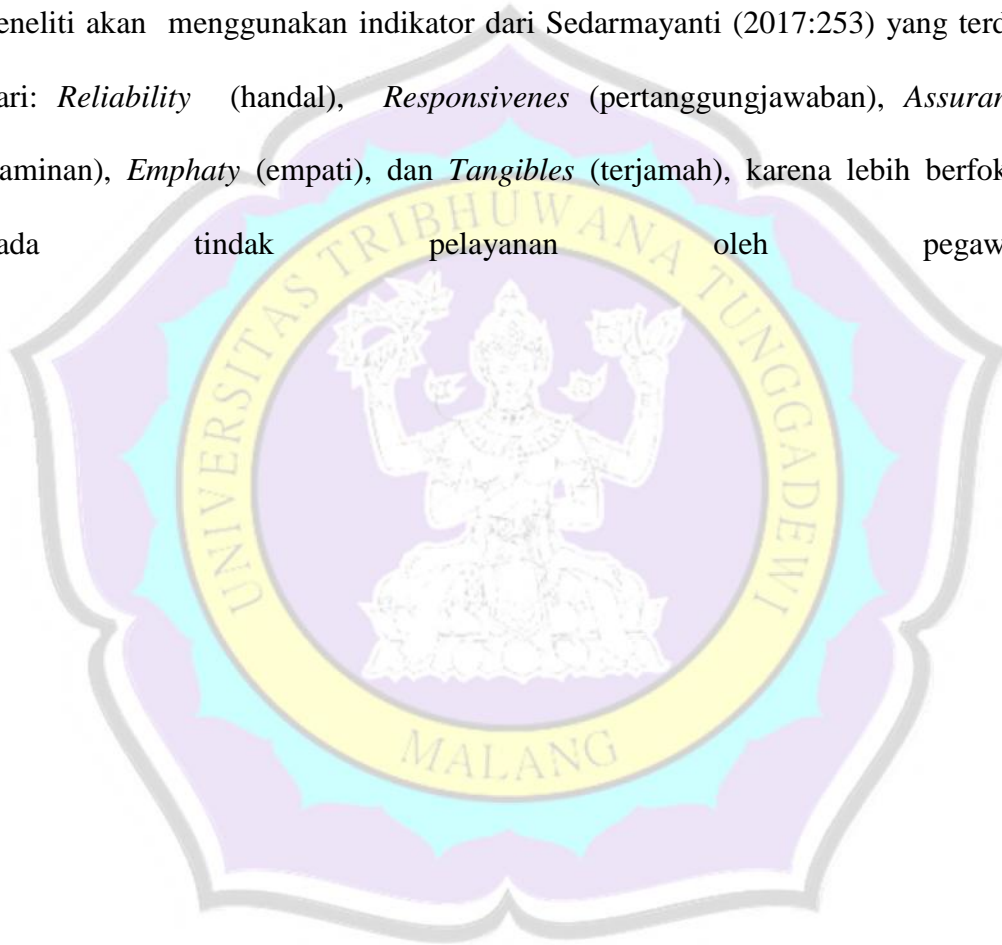 eneliti akan menggunakan indikator dari Sedarmayanti (2017:253) yang terd
ari: Reliability (handal), Responsivenes (pertanggungjawaban), Assuran
aminan), Emphaty (empati), dan Tangibles (terjamah), karena lebih berfok
ada tindak pelayanan oleh pegaw
UNIVERSITAS TRIBHUWANA TUNGGADEWI
MALANG